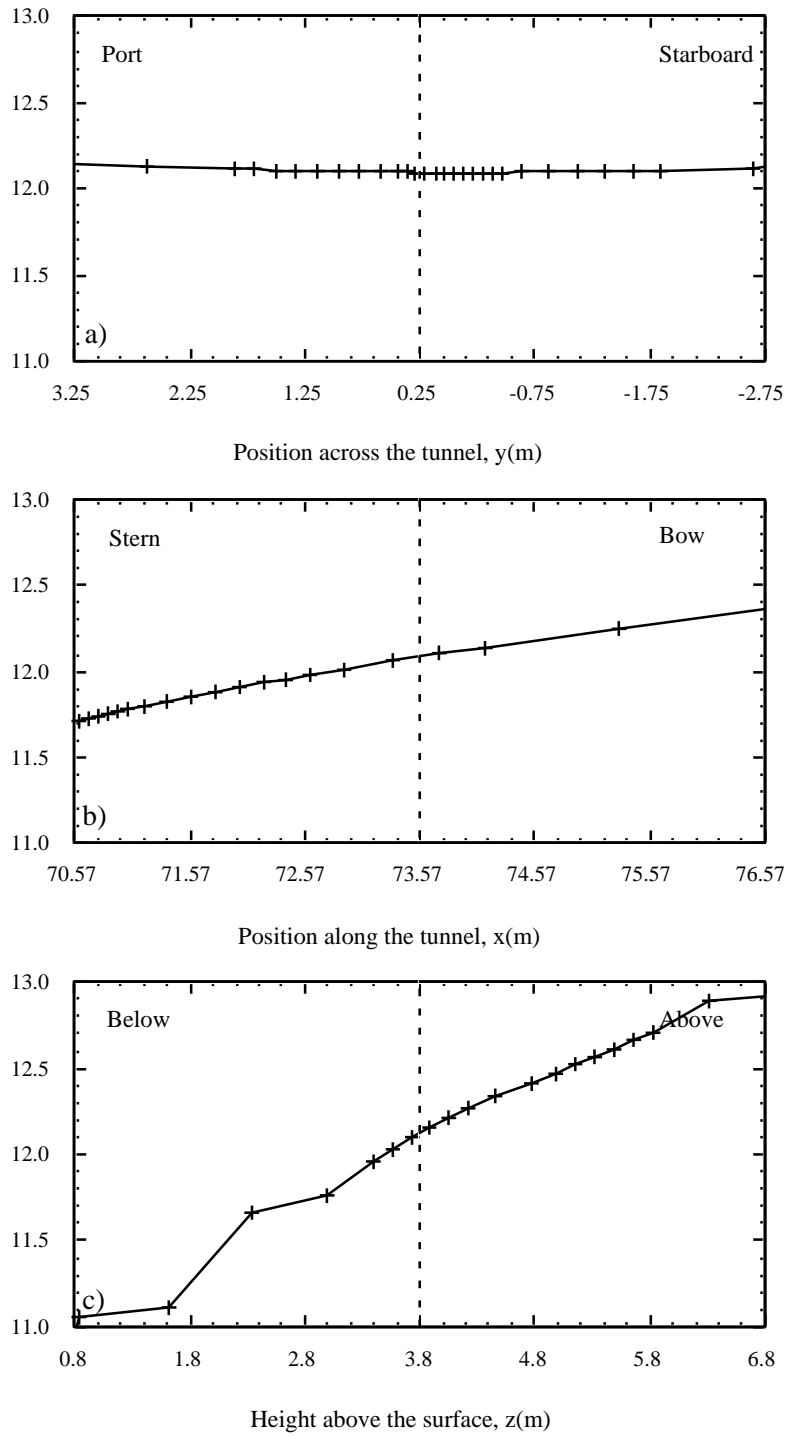 13.0
Port Starboard
12.5
12.0
11.5
a)
11.0
3.25 2.25 1.25 0.25 -0.75 -1.75 -2.75
Position across the tunnel, y(m)
13.0
Stern Bow
12.5
12.0
11.5
b)
11.0
70.57 71.57 72.57 73.57 74.57 75.57 76.57
Position along the tunnel, x(m)
13.0
Below Above
12.5
12.0
11.5
c)
11.0
0.8 1.8 2.8 3.8 4.8 5.8 6.8
Height above the surface, z(m)